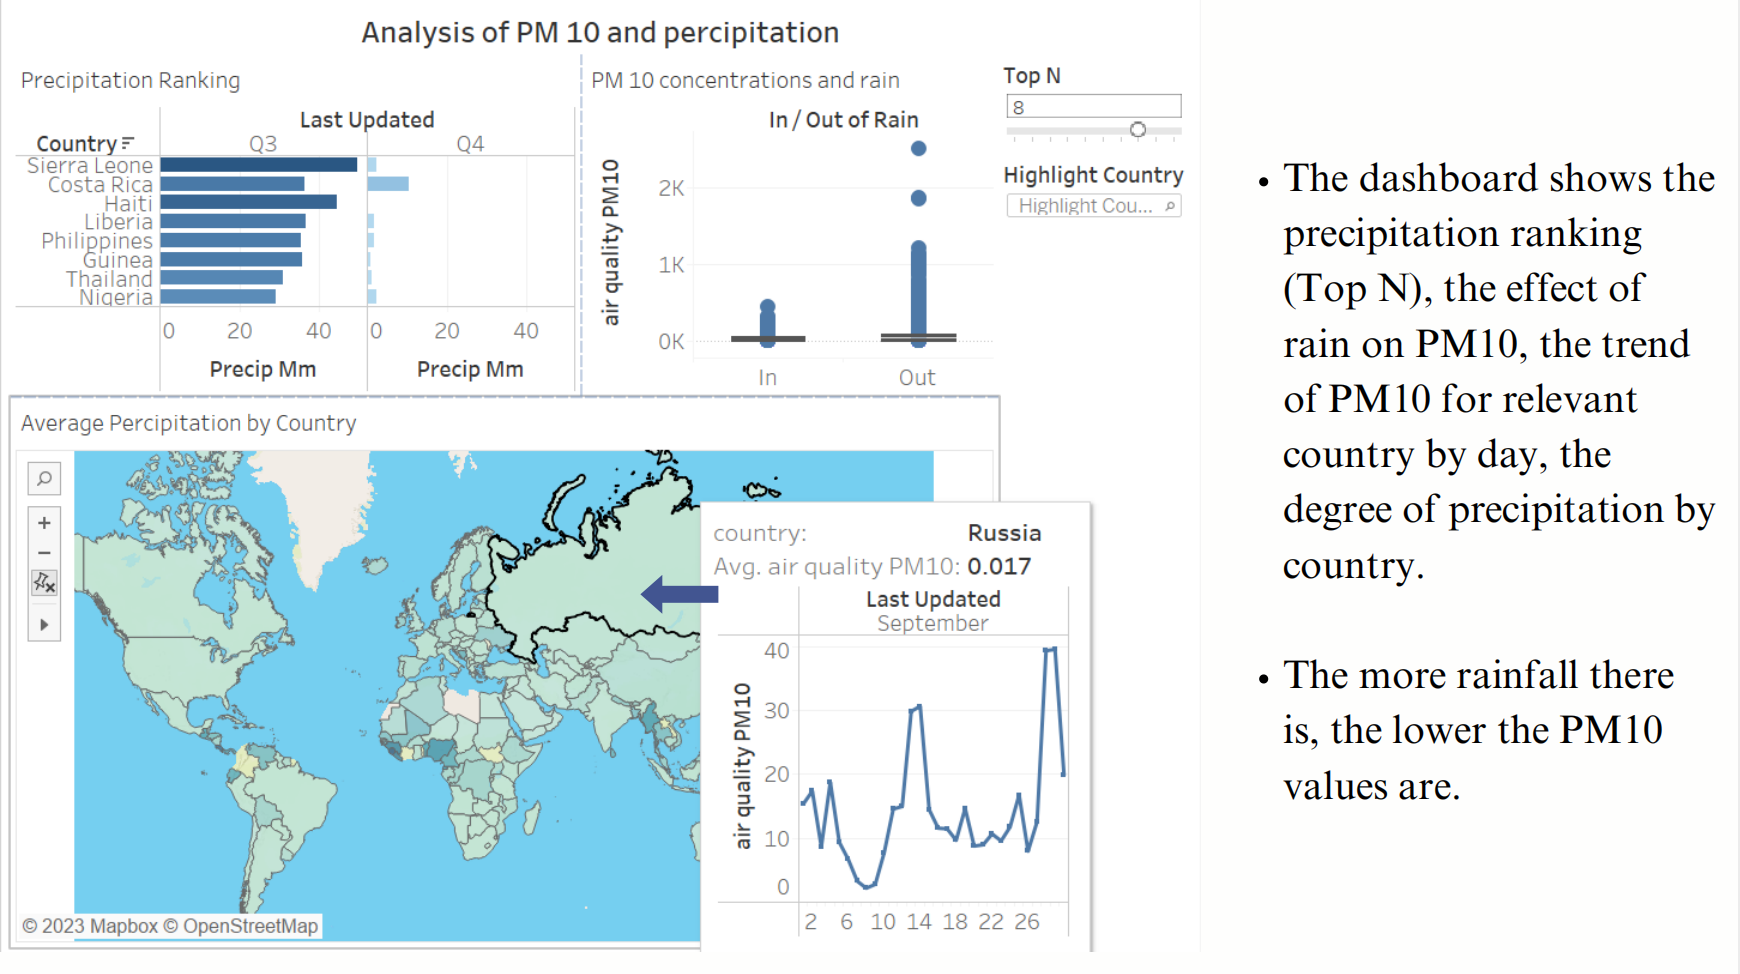 Analysis of PM 10 and percipitation
Precipitation Ranking
Last Updated
Country
Q3
Q4
Sierra Leone
Costa Rica
Haiti
Liberia
Philippines
Guinea
Thailand
Nigeria
0 20 40 0 20 40
Precip Mm
Precip Mm
PM 10 concentrations and rain
In / Out of Rain
air quality PM10
2K
1K
0K
In
Out
Top N
8
Highlight Country
Highlight Cou...
Average Percipitation by Country
© 2023 Mapbox © OpenStreetMap
country: Russia
Avg. air quality PM10: 0.017
Last Updated
September
air quality PM10
40
30
20
10
0
2 6 10 14 18 22 26
• The dashboard shows the
precipitation ranking
(Top N), the effect of
rain on PM10, the trend
of PM10 for relevant
country by day, the
degree of precipitation by
country.
• The more rainfall there
is, the lower the PM10
values are.